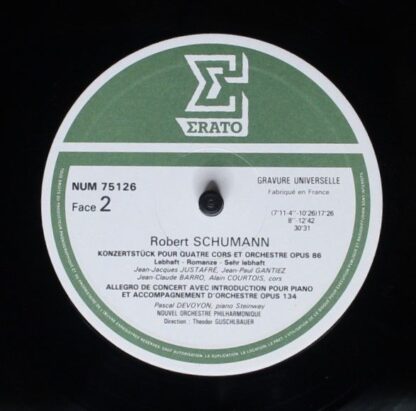 ERATO
NUM 75126
Face 2
GRAVURE UNIVERSELLE
Fabriqué en France
(7'11-4"-10'26)17'26
8"-12'42
30'31
Robert SCHUMANN
KONZERTSTÜCK POUR QUATRE CORS ET ORCHESTRE OPUS 86
Lebhaft - Romanze - Sehr lebhaft
Jean-Jacques JUSTAFRÉ, Jean-Paul GANTIEZ
Jean-Claude BARRO, Alain COURTOIS, cors
ALLEGRO DE CONCERT AVEC INTRODUCTION POUR PIANO
ET ACCOMPAGNEMENT D'ORCHESTRE OPUS 134
Pascal DEVOYON, piano Steinway
NOUVEL ORCHESTRE PHILHARMONIQUE
Direction : Theodor GUSCHLBAUER